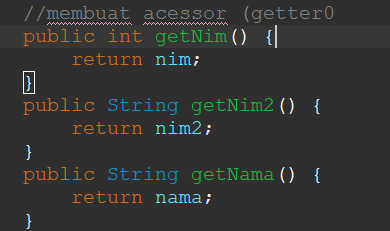 //membuat acessor (getter0
public int getNim() {
    return nim;
}
public String getNim2() {
    return nim2;
}
public String getNama() {
    return nama;
}